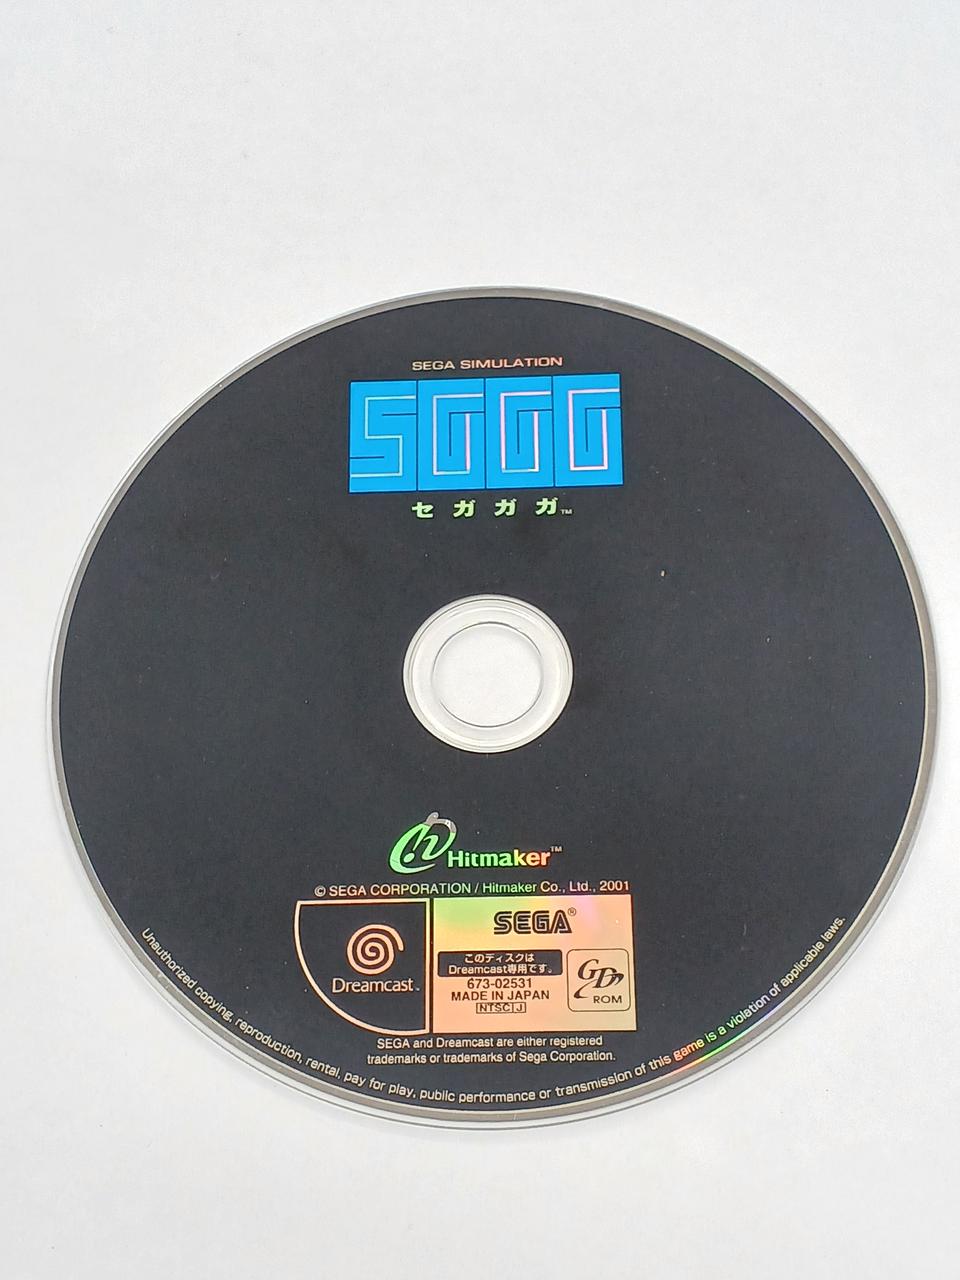 SEGA SIMULATION
SGGG
セガガガ™
Hitmaker™
© SEGA CORPORATION / Hitmaker Co., Ltd., 2001
Dreamcast™
SEGA®
このディスクは
Dreamcast専用です。
673-02531
MADE IN JAPAN
NTSC J
GD
ROM
SEGA and Dreamcast are either registered
trademarks or trademarks of Sega Corporation.
Unauthorized copying, reproduction, rental, pay for play, public performance or transmission of this game is a violation of applicable laws.